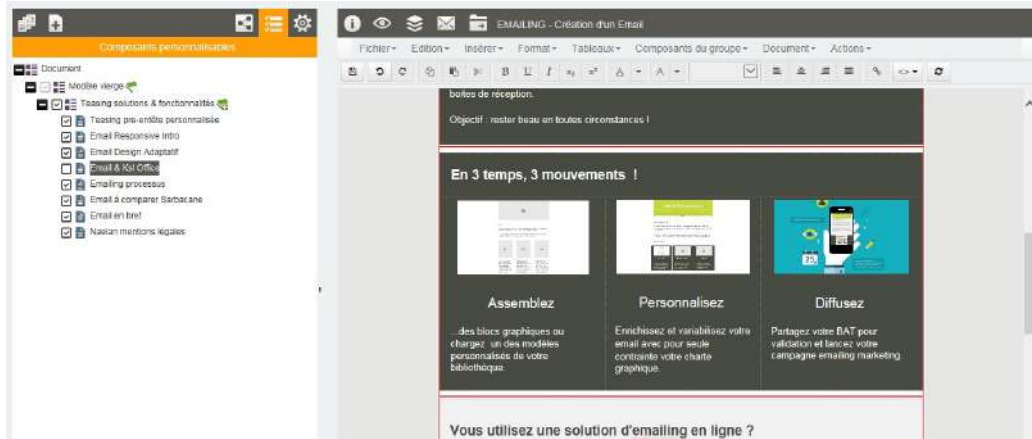 EMAILING - Création d'un Email
Composants personnalisables
Fichier
Edition
Insérer
Format
Tableaux
Composants du groupe
Document
Actions
B U I x₂ x²
A
A
Document
Modèle vierge
Teasing solutions & fonctionnalités
Teasing pré-entête personnalisée
Email Responsive Intro
Email Design Adaptatif
Email & Ksl Office
Emailing processus
Email à comparer Sarbacane
Email en bref
Naelan mentions légales
boites de réception.
Objectif : rester beau en toutes circonstances !
En 3 temps, 3 mouvements !
Assemblez
...des blocs graphiques ou
chargez un des modèles
personnalisés de votre
bibliothèque.
Personnalisez
Enrichissez et variabilisez votre
email avec pour seule
contrainte votre charte
graphique.
Diffusez
Partagez votre BAT pour
validation et lancez votre
campagne emailing marketing.
Vous utilisez une solution d'emailing en ligne ?